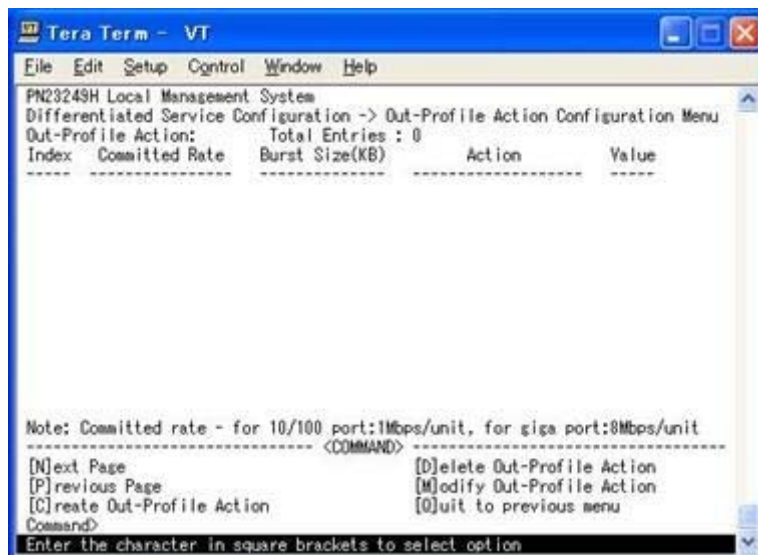 Tera Term - VT
File Edit Setup Control Window Help
PN23249H Local Management System
Differentiated Service Configuration -> Out-Profile Action Configuration Menu
Out-Profile Action: Total Entries : 0
Index Committed Rate Burst Size(KB) Action Value
----- ---------------- -------------- ------------------- -----
Note: Committed rate - for 10/100 port:1Mbps/unit, for giga port:8Mbps/unit
-------------------------------- <COMMAND> -----------------------------------
[N]ext Page [D]elete Out-Profile Action
[P]revious Page [M]odify Out-Profile Action
[C]reate Out-Profile Action [Q]uit to previous menu
Command>
Enter the character in square brackets to select option